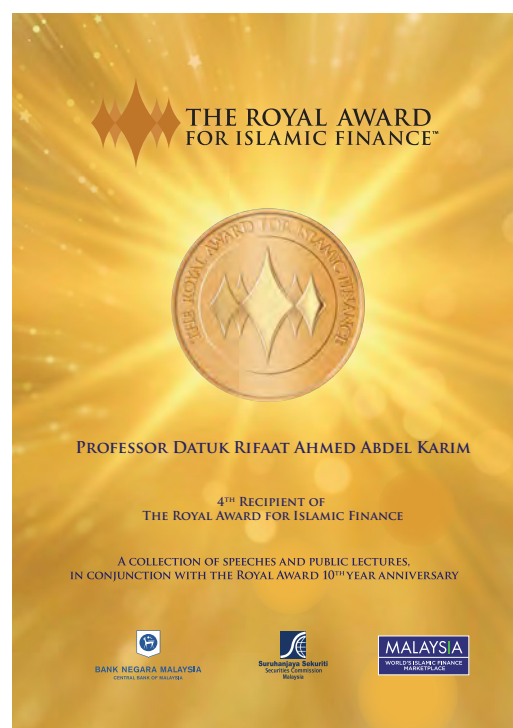 THE ROYAL AWARD
FOR ISLAMIC FINANCE™
THE ROYAL AWARD FOR ISLAMIC FINANCE
PROFESSOR DATUK RIFAAT AHMED ABDEL KARIM
4TH RECIPIENT OF
THE ROYAL AWARD FOR ISLAMIC FINANCE
A COLLECTION OF SPEECHES AND PUBLIC LECTURES,
IN CONJUNCTION WITH THE ROYAL AWARD 10TH YEAR ANNIVERSARY
BANK NEGARA MALAYSIA
CENTRAL BANK OF MALAYSIA
Suruhanjaya Sekuriti
Securities Commission
Malaysia
MALAYSIA
WORLD'S ISLAMIC FINANCE
MARKETPLACE